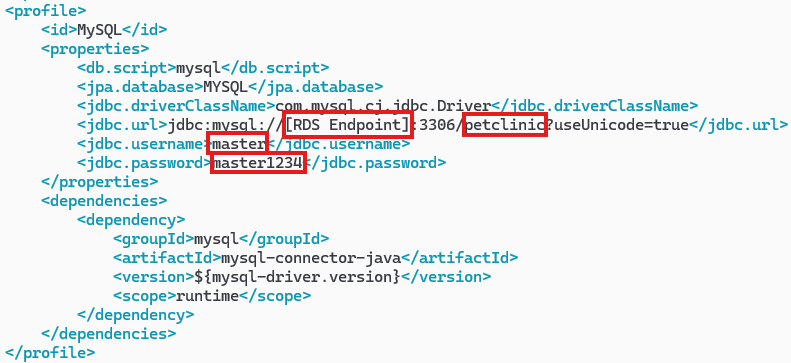 <profile>
    <id>MySQL</id>
    <properties>
        <db.script>mysql</db.script>
        <jpa.database>MYSQL</jpa.database>
        <jdbc.driverClassName>com.mysql.cj.jdbc.Driver</jdbc.driverClassName>
        <jdbc.url>jdbc:mysql://[RDS Endpoint]:3306/petclinic?useUnicode=true</jdbc.url>
        <jdbc.username>master</jdbc.username>
        <jdbc.password>master1234</jdbc.password>
    </properties>
    <dependencies>
        <dependency>
            <groupId>mysql</groupId>
            <artifactId>mysql-connector-java</artifactId>
            <version>${mysql-driver.version}</version>
            <scope>runtime</scope>
        </dependency>
    </dependencies>
</profile>